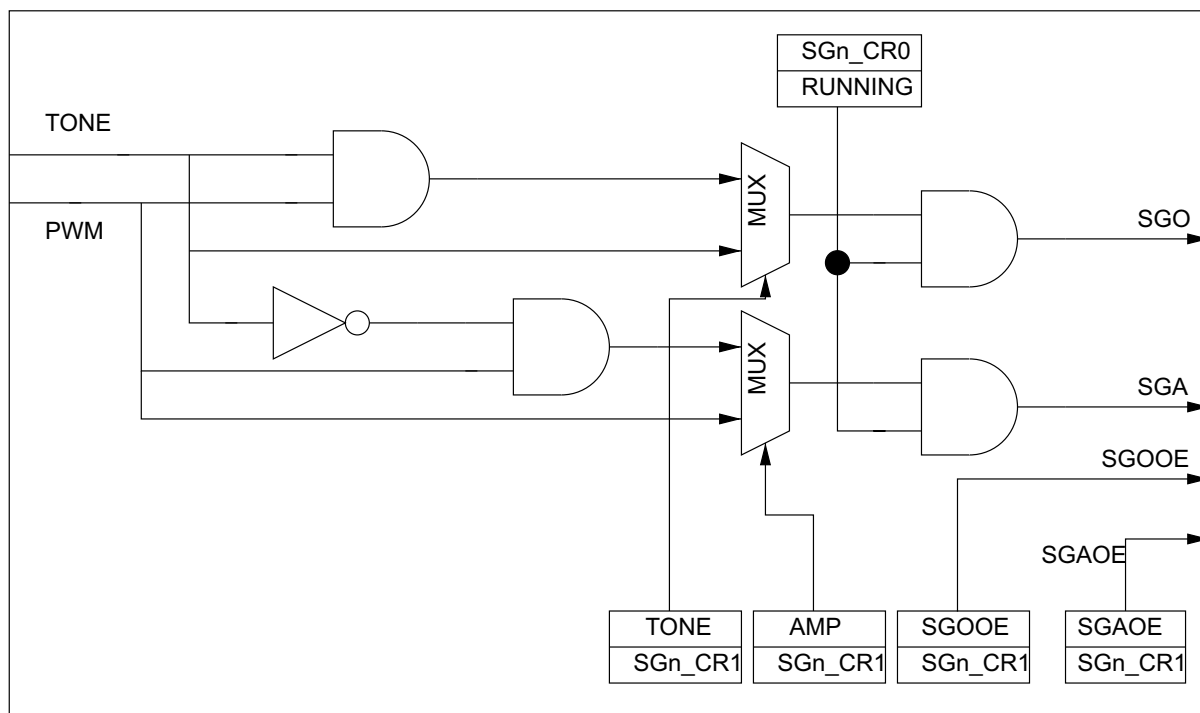 SGn_CR0
RUNNING
TONE
PWM
MUX
SGO
MUX
SGA
SGOOE
SGAOE
TONE
SGn_CR1
AMP
SGn_CR1
SGOOE
SGn_CR1
SGAOE
SGn_CR1